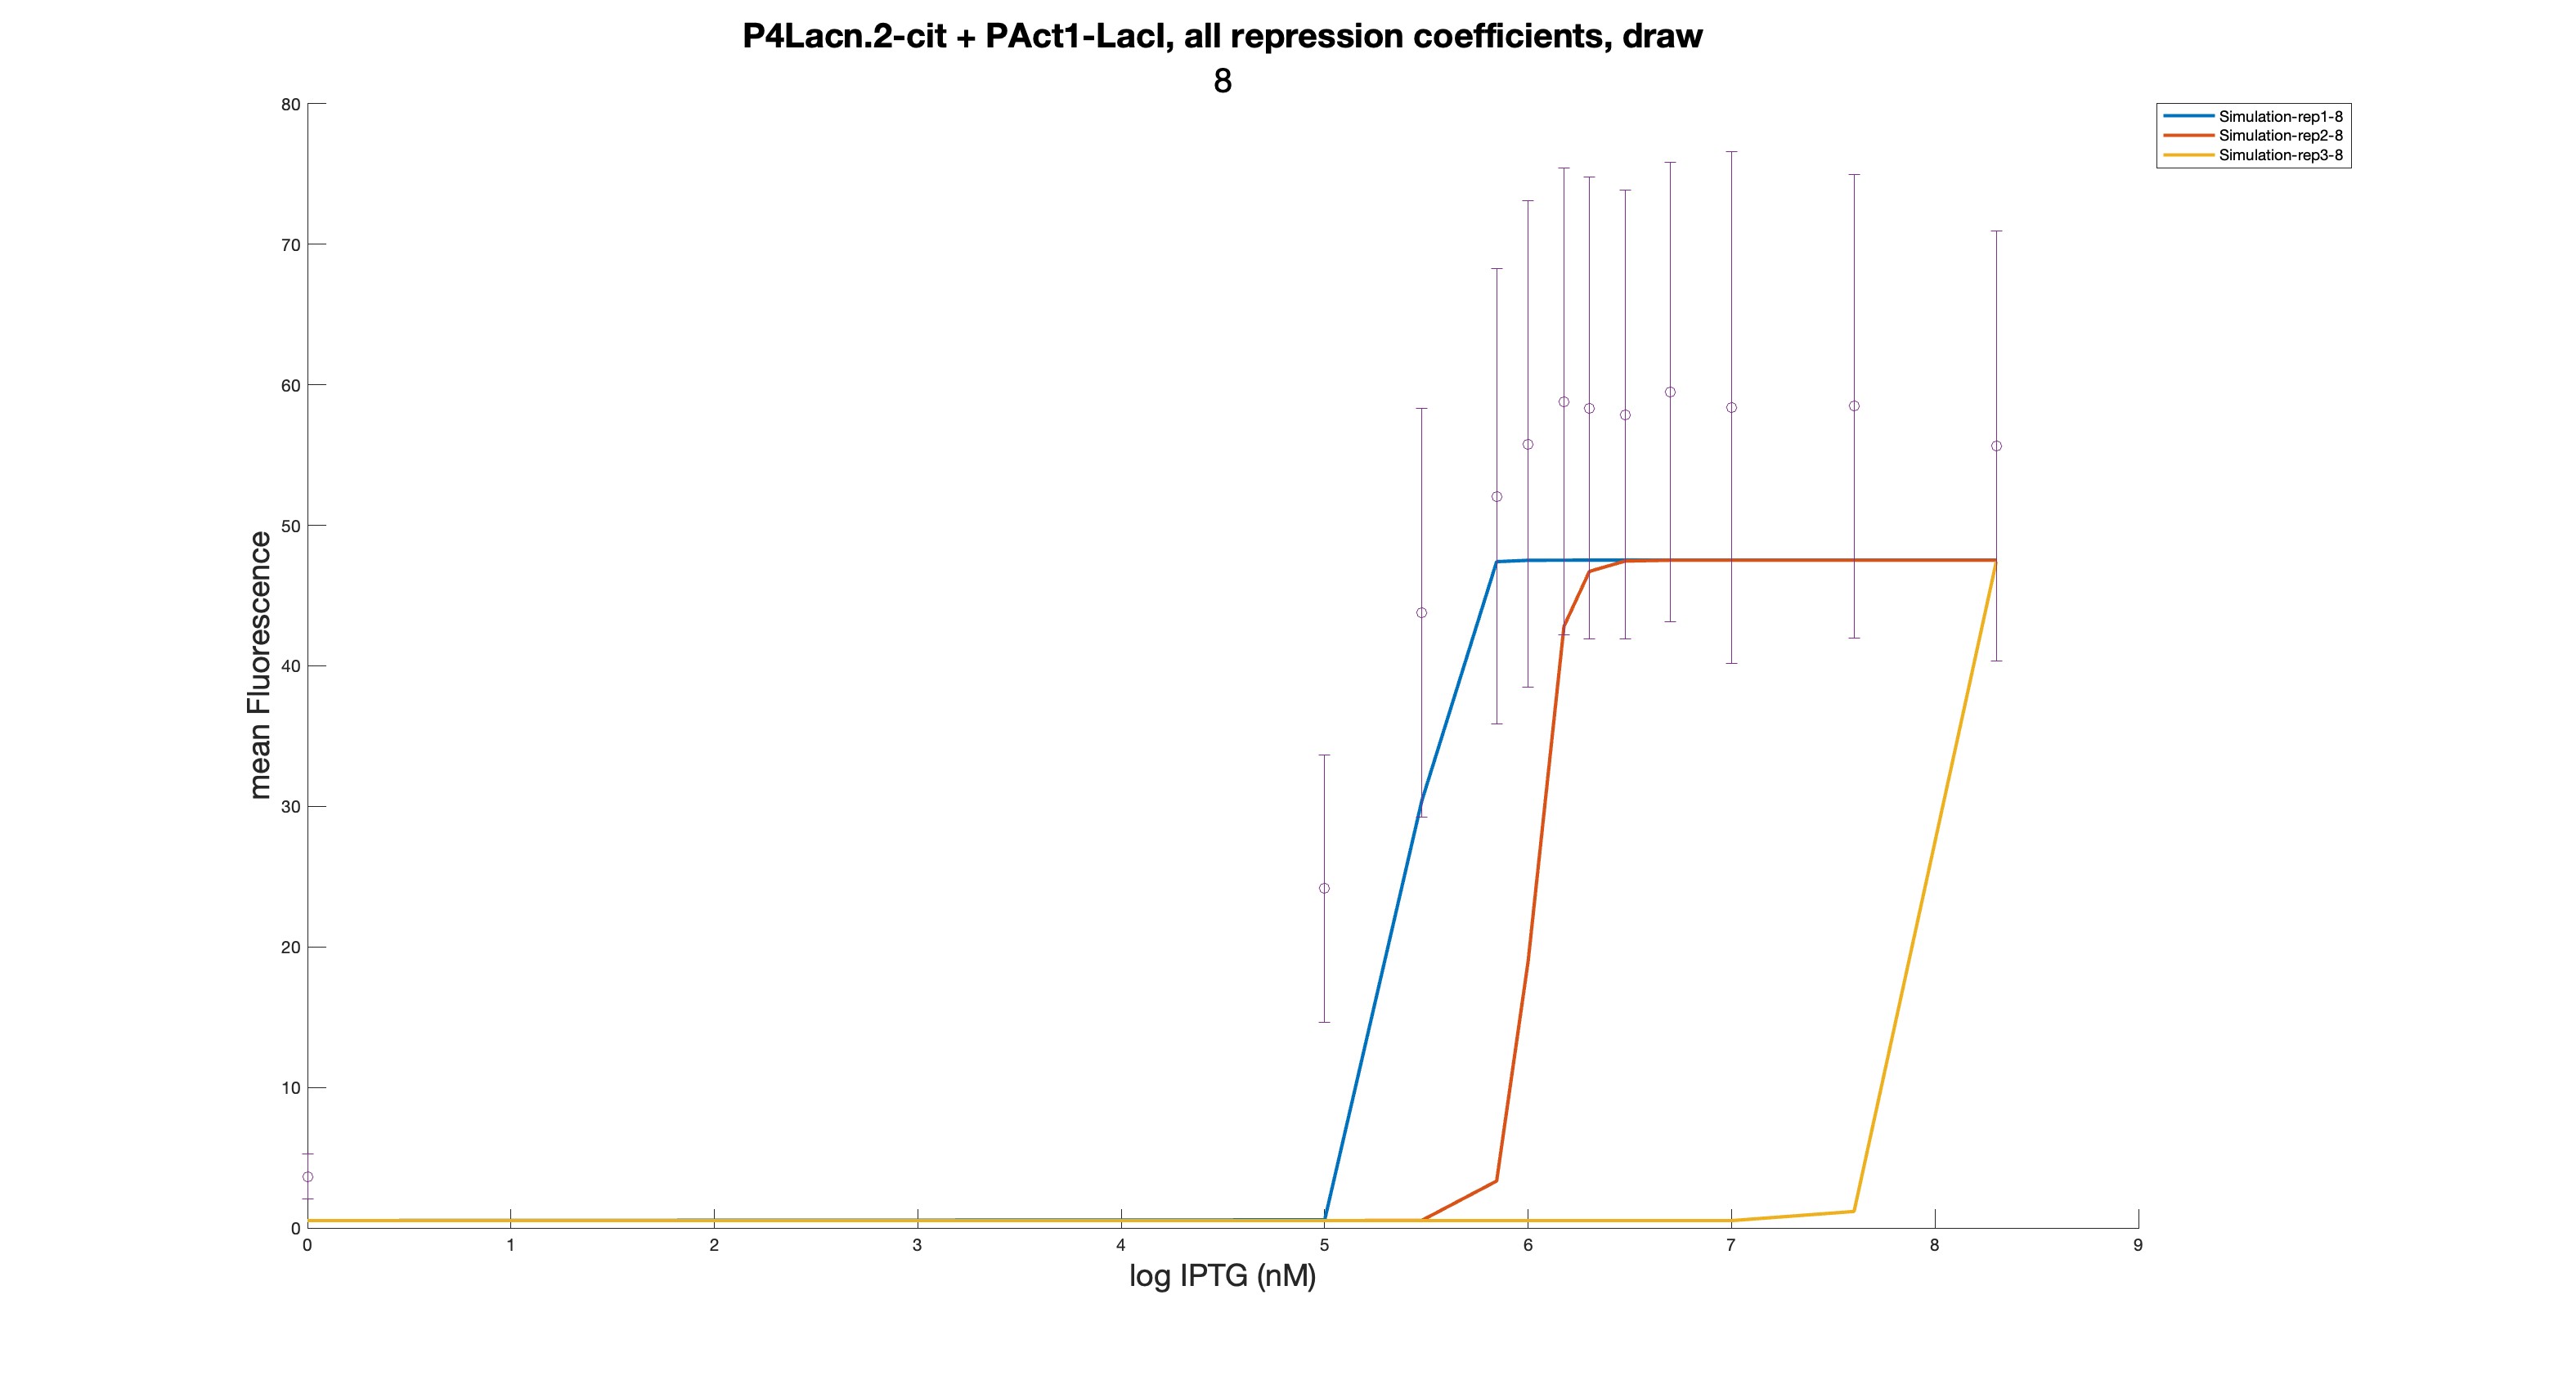 P4Lacn.2-cit + PAct1-LacI, all repression coefficients, draw
8
Simulation-rep1-8
Simulation-rep2-8
Simulation-rep3-8
80
70
60
50
40
30
20
10
0
mean Fluorescence
0 1 2 3 4 5 6 7 8 9
log IPTG (nM)